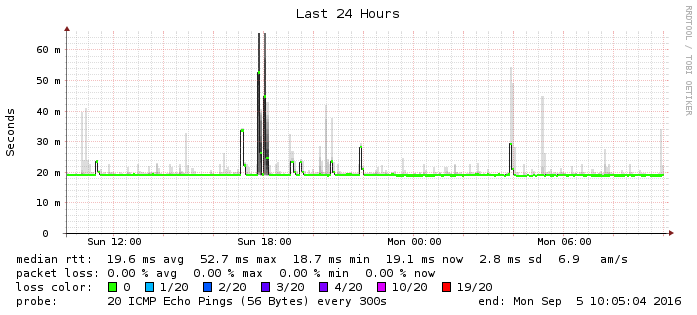 Last 24 Hours
RRDTOOL / TOBI OETIKER
Seconds
60 m
50 m
40 m
30 m
20 m
10 m
0
Sun 12:00 Sun 18:00 Mon 00:00 Mon 06:00
median rtt: 19.6 ms avg 52.7 ms max 18.7 ms min 19.1 ms now 2.8 ms sd 6.9 am/s
packet loss: 0.00 % avg 0.00 % max 0.00 % min 0.00 % now
loss color: 0 1/20 2/20 3/20 4/20 10/20 19/20
probe: 20 ICMP Echo Pings (56 Bytes) every 300s end: Mon Sep 5 10:05:04 2016